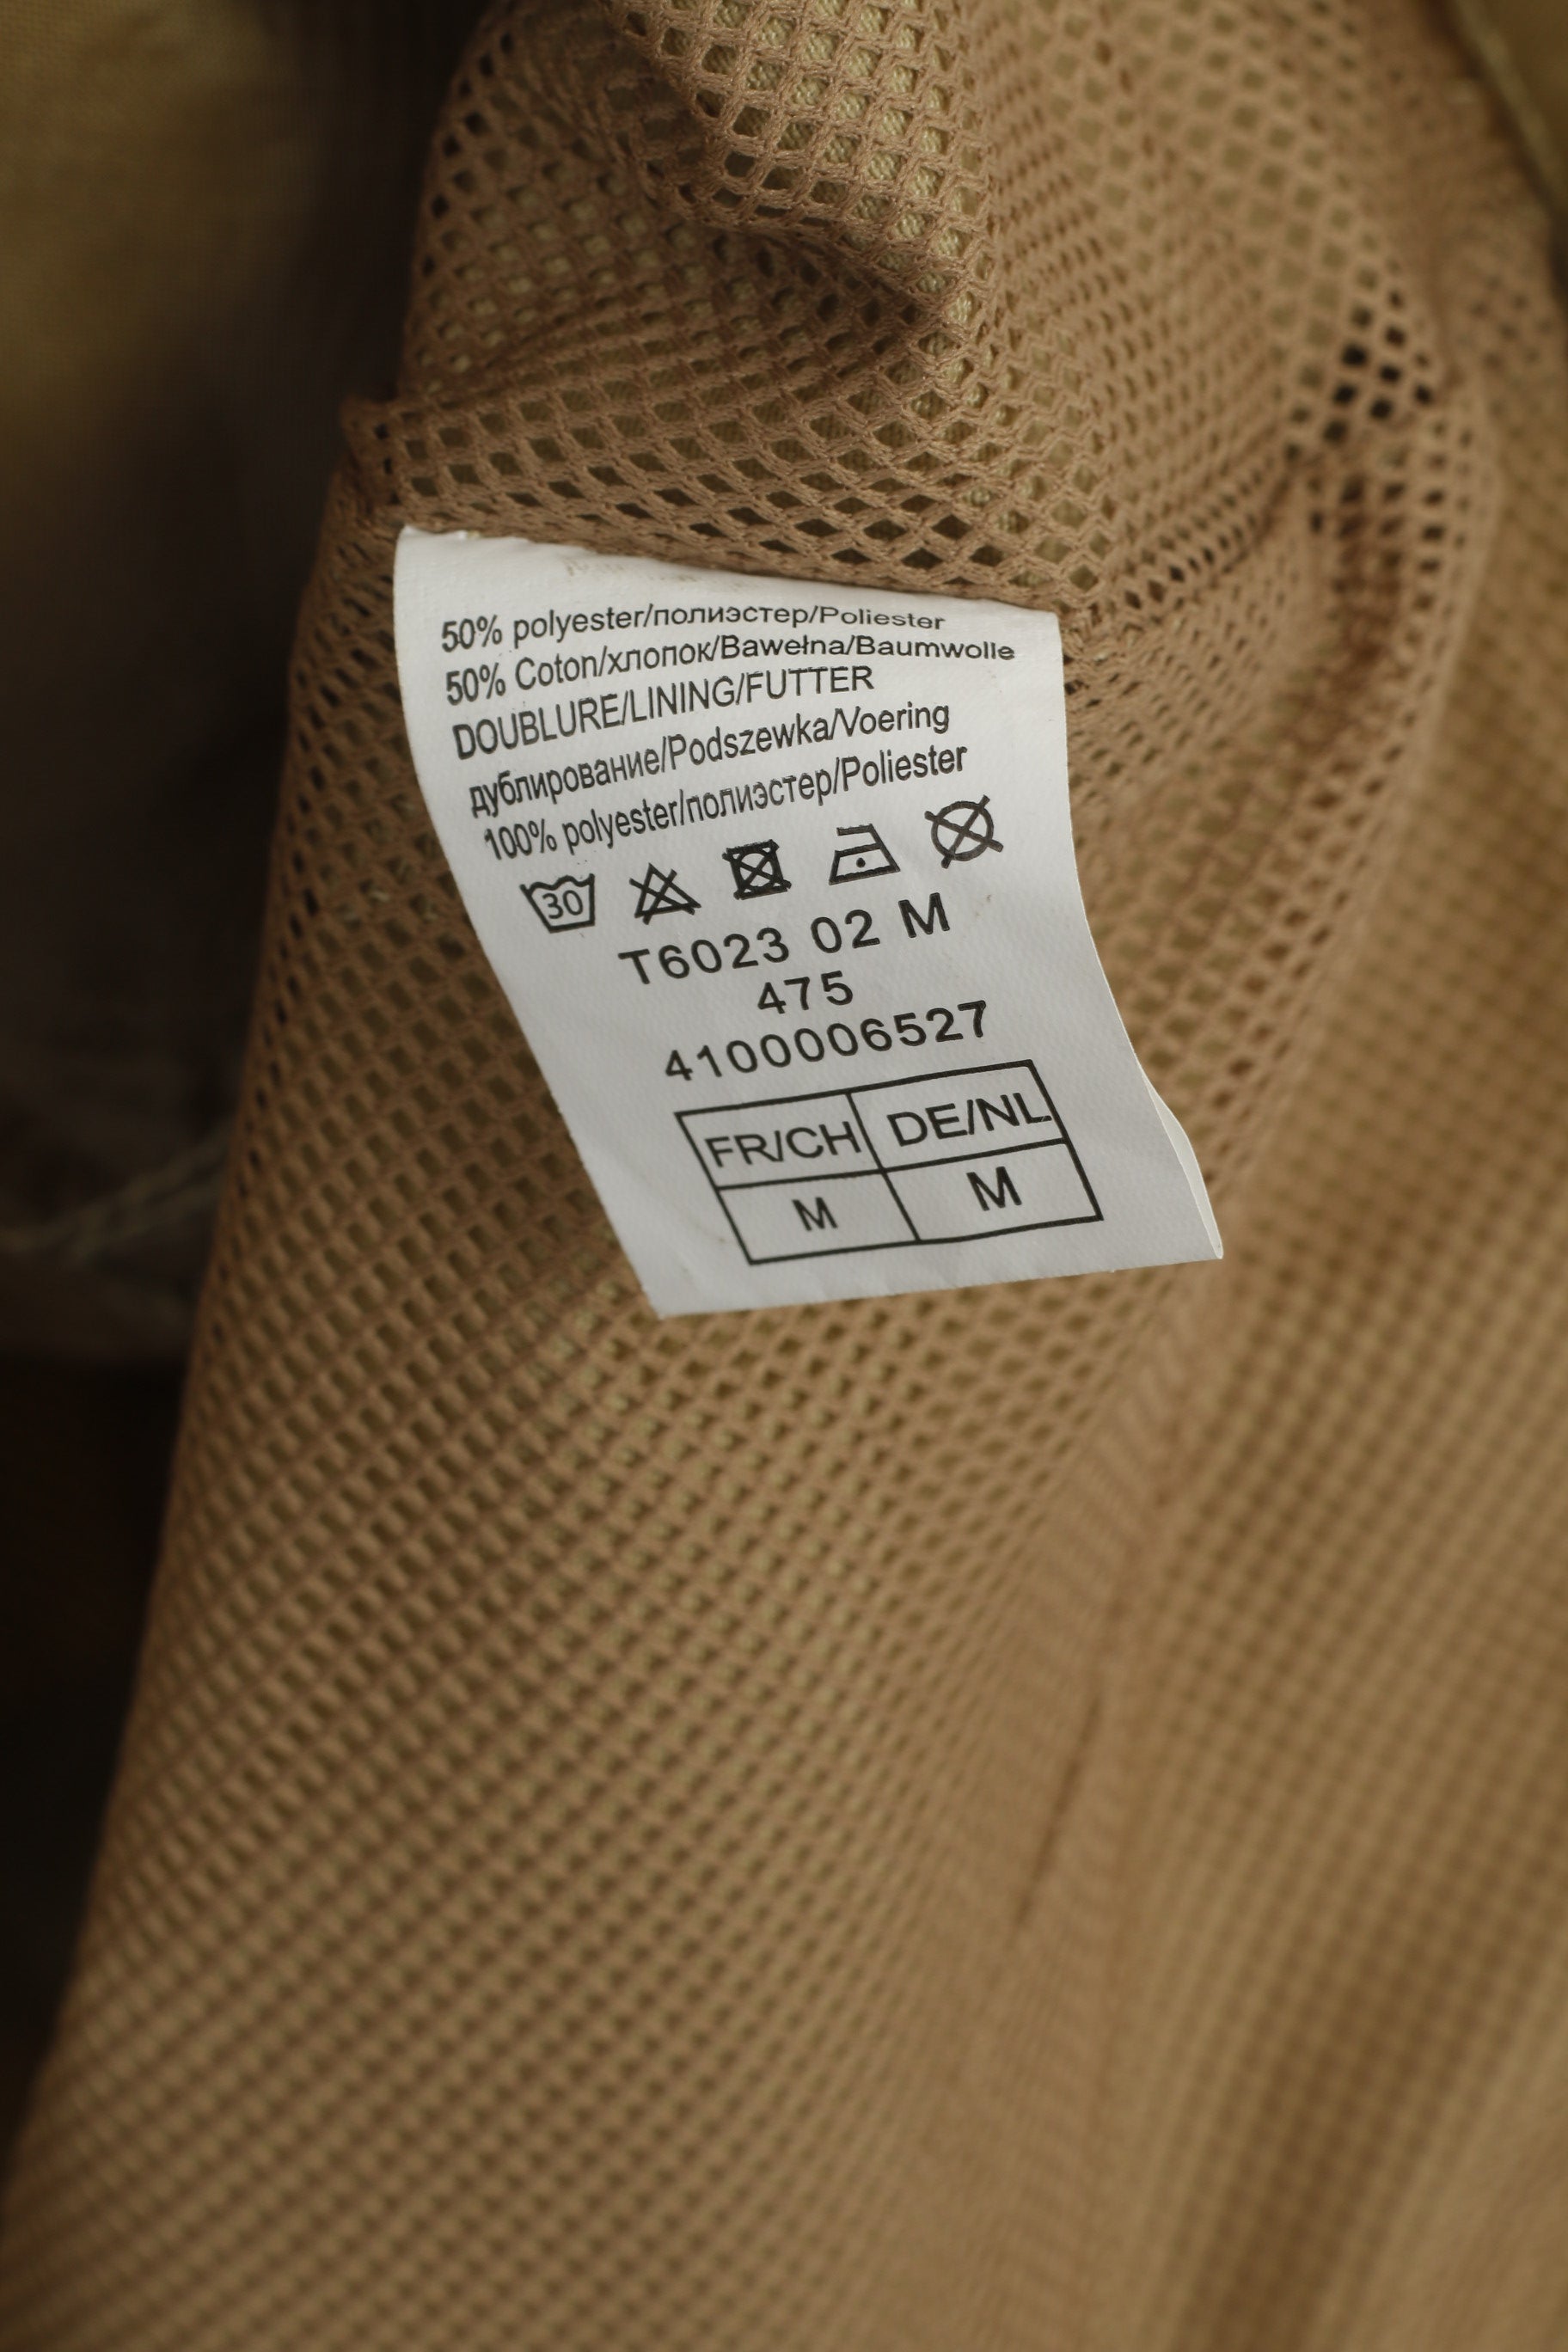 50% polyester/полиэстер/Poliester
50% Coton/хлопок/Bawełna/Baumwolle
DOUBLURE/LINING/FUTTER
дублирование/Podszewka/Voering
100% polyester/полиэстер/Poliester
30
T6023 02 M
475
4100006527
FR/CH DE/NL
M M